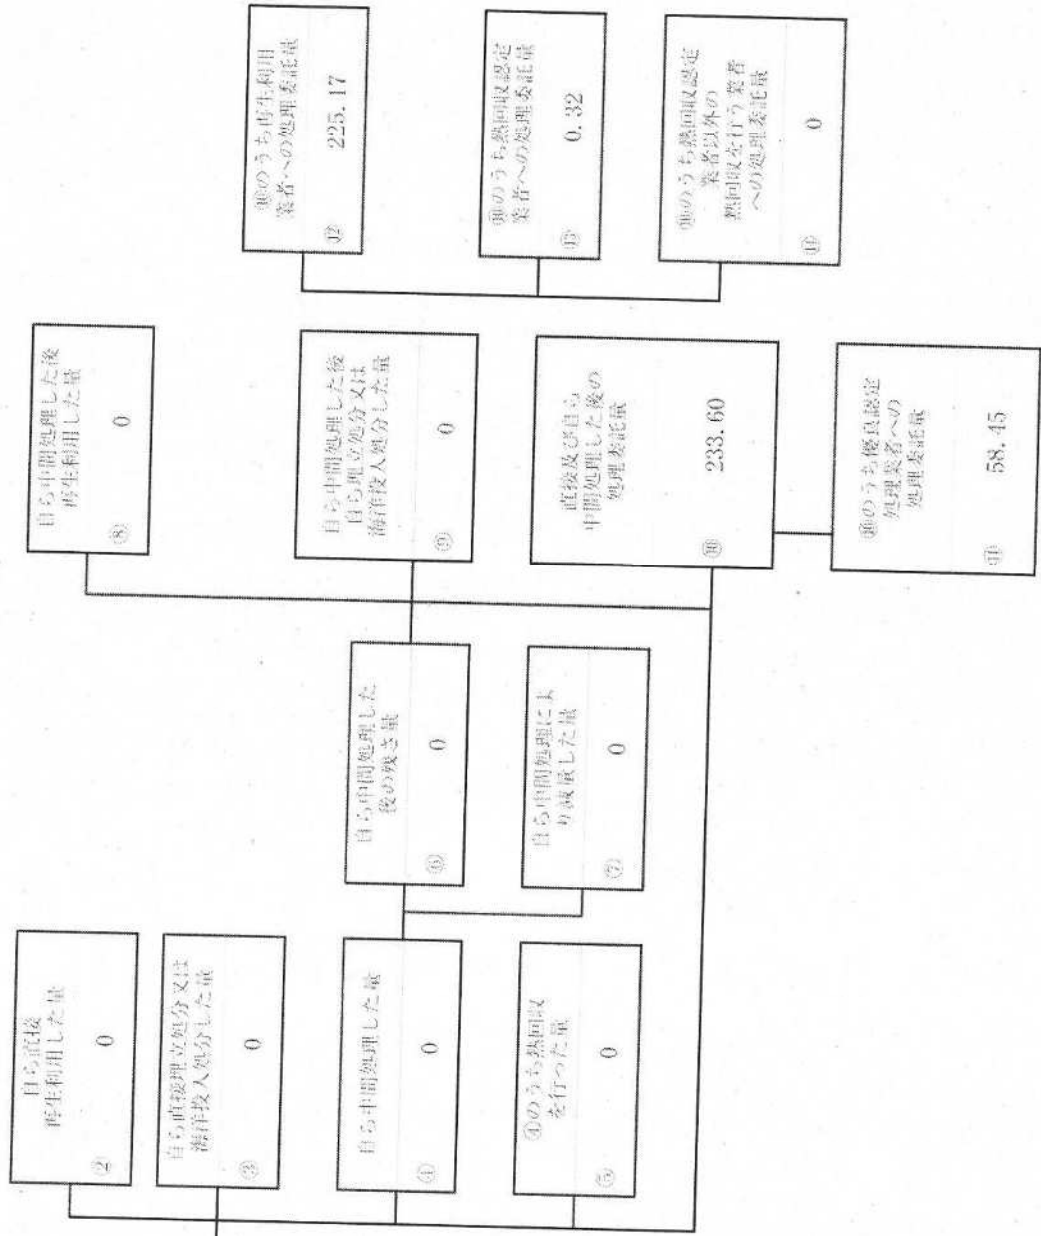 自ら直接
再生利用した量
② 0
自ら直接埋立処分又は
海洋投入処分した量
③ 0
自ら中間処理した量
④ 0
④のうち熱回収
を行った量
⑤ 0
自ら中間処理した
後の残さ量
⑥ 0
自ら中間処理によ
り減量した量
⑦ 0
自ら中間処理した後
再生利用した量
⑧ 0
自ら中間処理した後
自ら埋立処分又は
海洋投入処分した量
⑨ 0
直接及び自ら
中間処理した後の
処理委託量
⑩ 233.60
⑩のうち優良認定
処理業者への
処理委託量
⑪ 58.45
⑩のうち再生利用
業者への処理委託量
⑫ 225.17
⑩のうち熱回収認定
業者への処理委託量
⑬ 0.32
⑩のうち熱回収認定
業者以外の
熱回収を行う業者
への処理委託量
⑭ 0